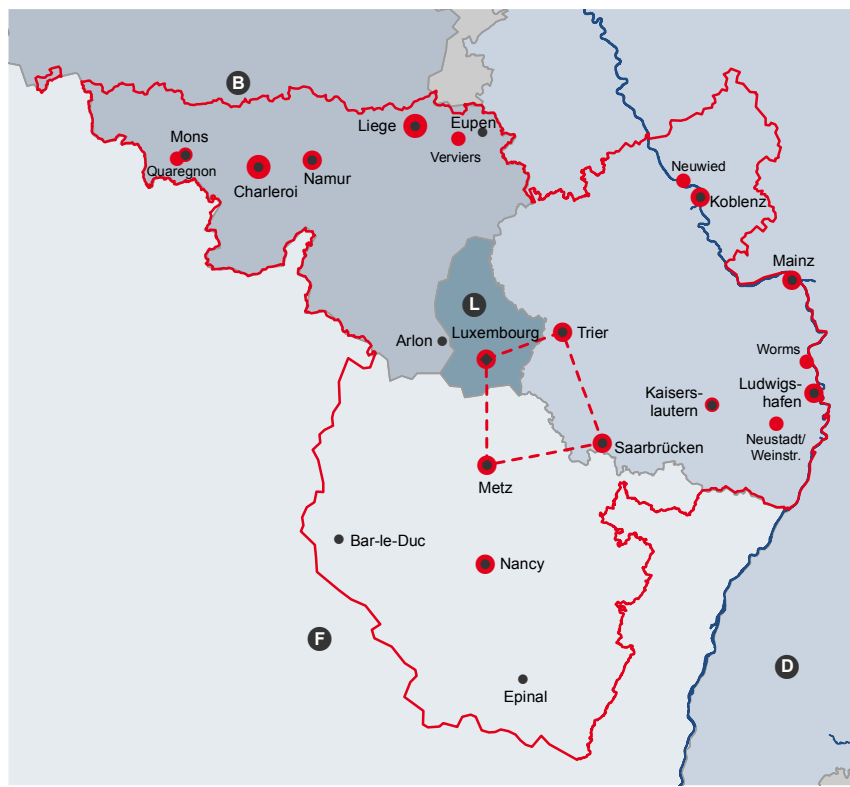 B
Liege
Eupen
Mons
Verviers
Neuwied
Quaregnon
Namur
Charleroi
Koblenz
Mainz
L
Luxembourg
Trier
Arlon
Worms
Kaisers-
lautern
Ludwigs-
hafen
Neustadt/
Weinstr.
Saarbrücken
Metz
Bar-le-Duc
Nancy
F
D
Epinal